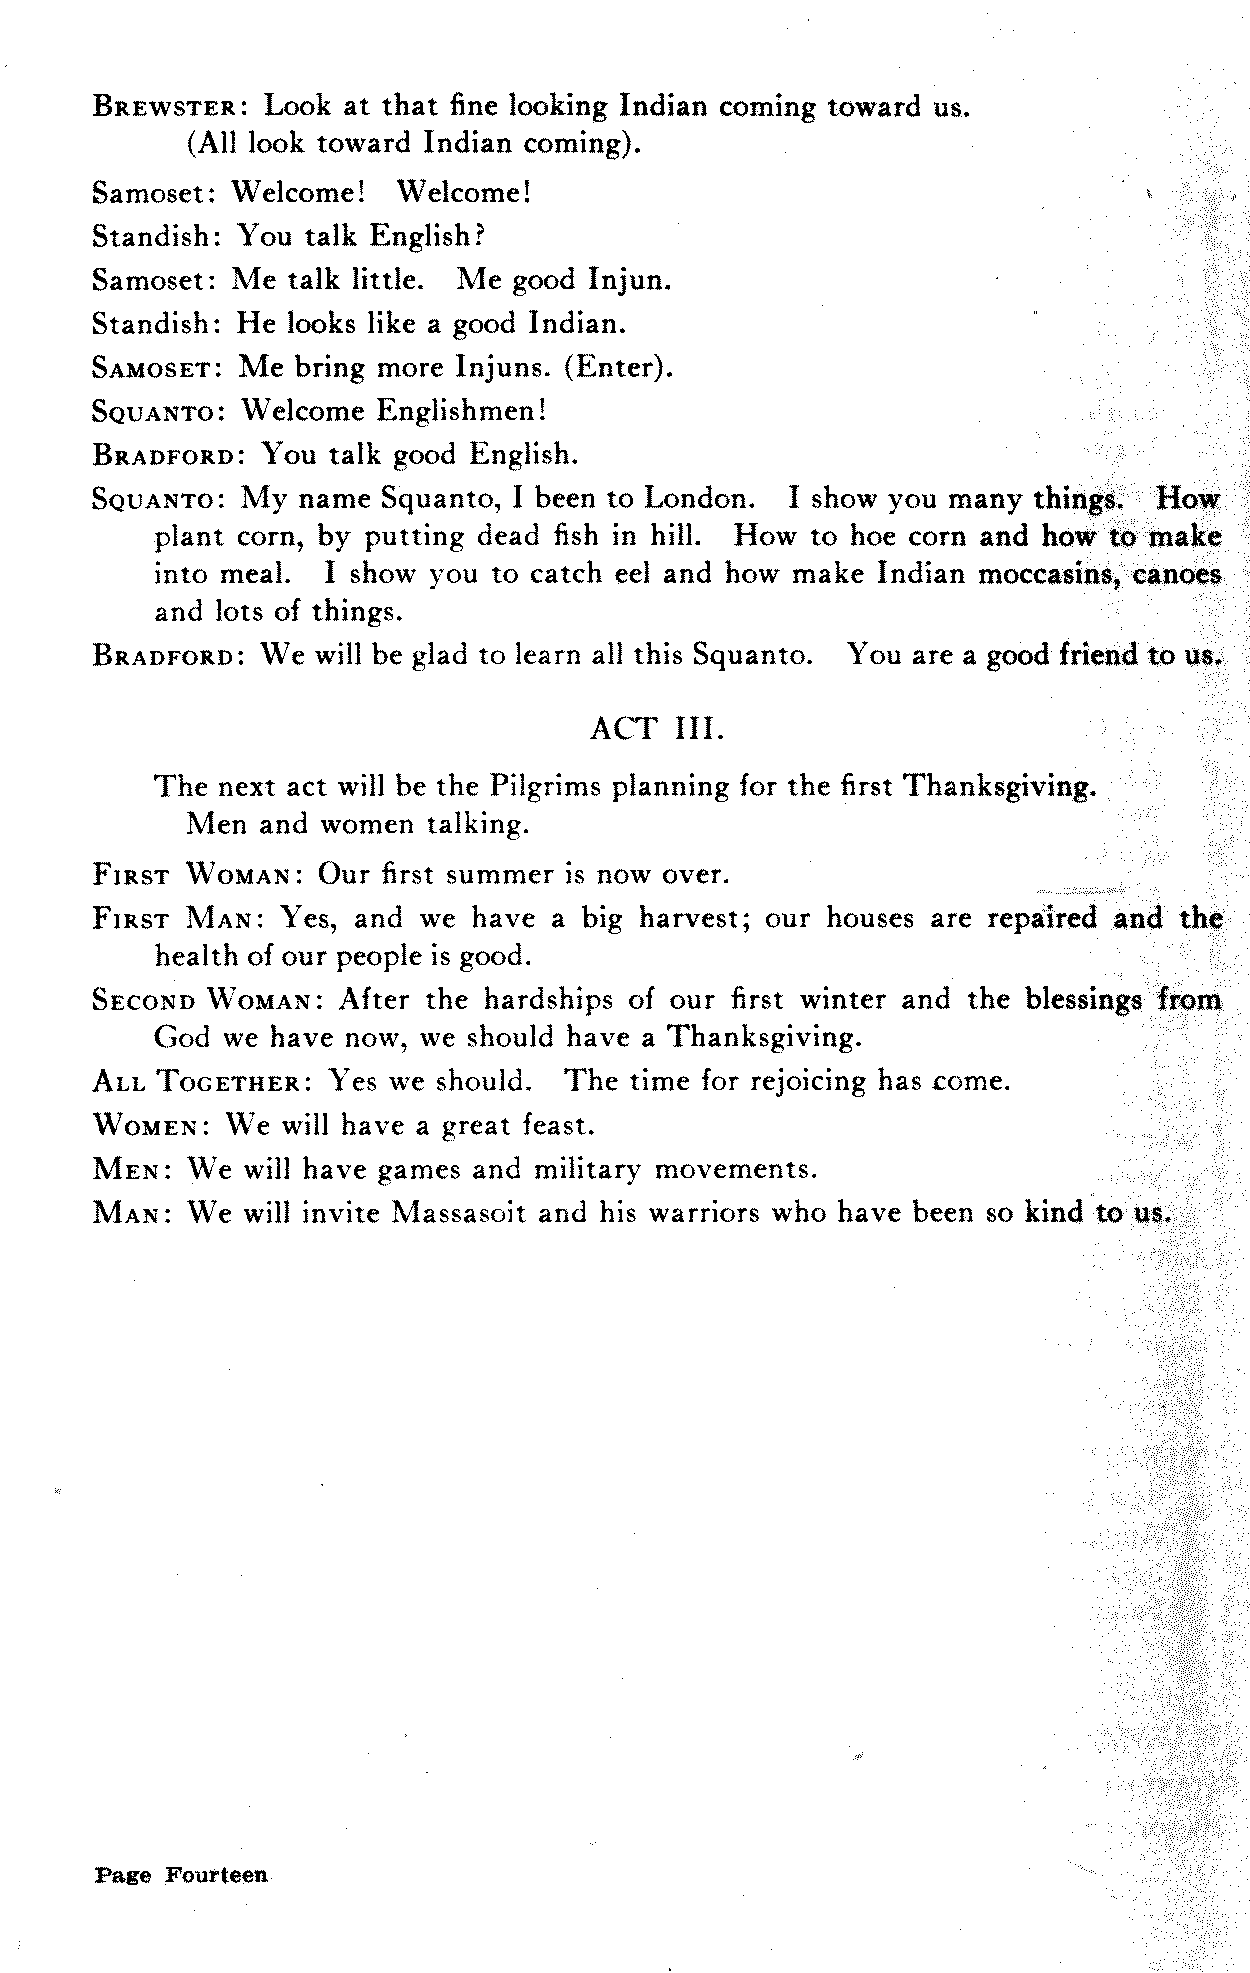 BREWSTER: Look at that fine looking Indian coming toward us.
(All look toward Indian coming).
Samoset: Welcome! Welcome!
Standish: You talk English?
Samoset: Me talk little. Me good Injun.
Standish: He looks like a good Indian.
SAMOSET: Me bring more Injuns. (Enter).
SQUANTO: Welcome Englishmen!
BRADFORD: You talk good English.
SQUANTO: My name Squanto, I been to London. I show you many things. How
plant corn, by putting dead fish in hill. How to hoe corn and how to make
into meal. I show you to catch eel and how make Indian moccasins, canoes
and lots of things.
BRADFORD: We will be glad to learn all this Squanto. You are a good friend to us.
ACT III.
The next act will be the Pilgrims planning for the first Thanksgiving.
Men and women talking.
FIRST WOMAN: Our first summer is now over.
FIRST MAN: Yes, and we have a big harvest; our houses are repaired and the
health of our people is good.
SECOND WOMAN: After the hardships of our first winter and the blessings from
God we have now, we should have a Thanksgiving.
ALL TOGETHER: Yes we should. The time for rejoicing has come.
WOMEN: We will have a great feast.
MEN: We will have games and military movements.
MAN: We will invite Massasoit and his warriors who have been so kind to us.
Page Fourteen